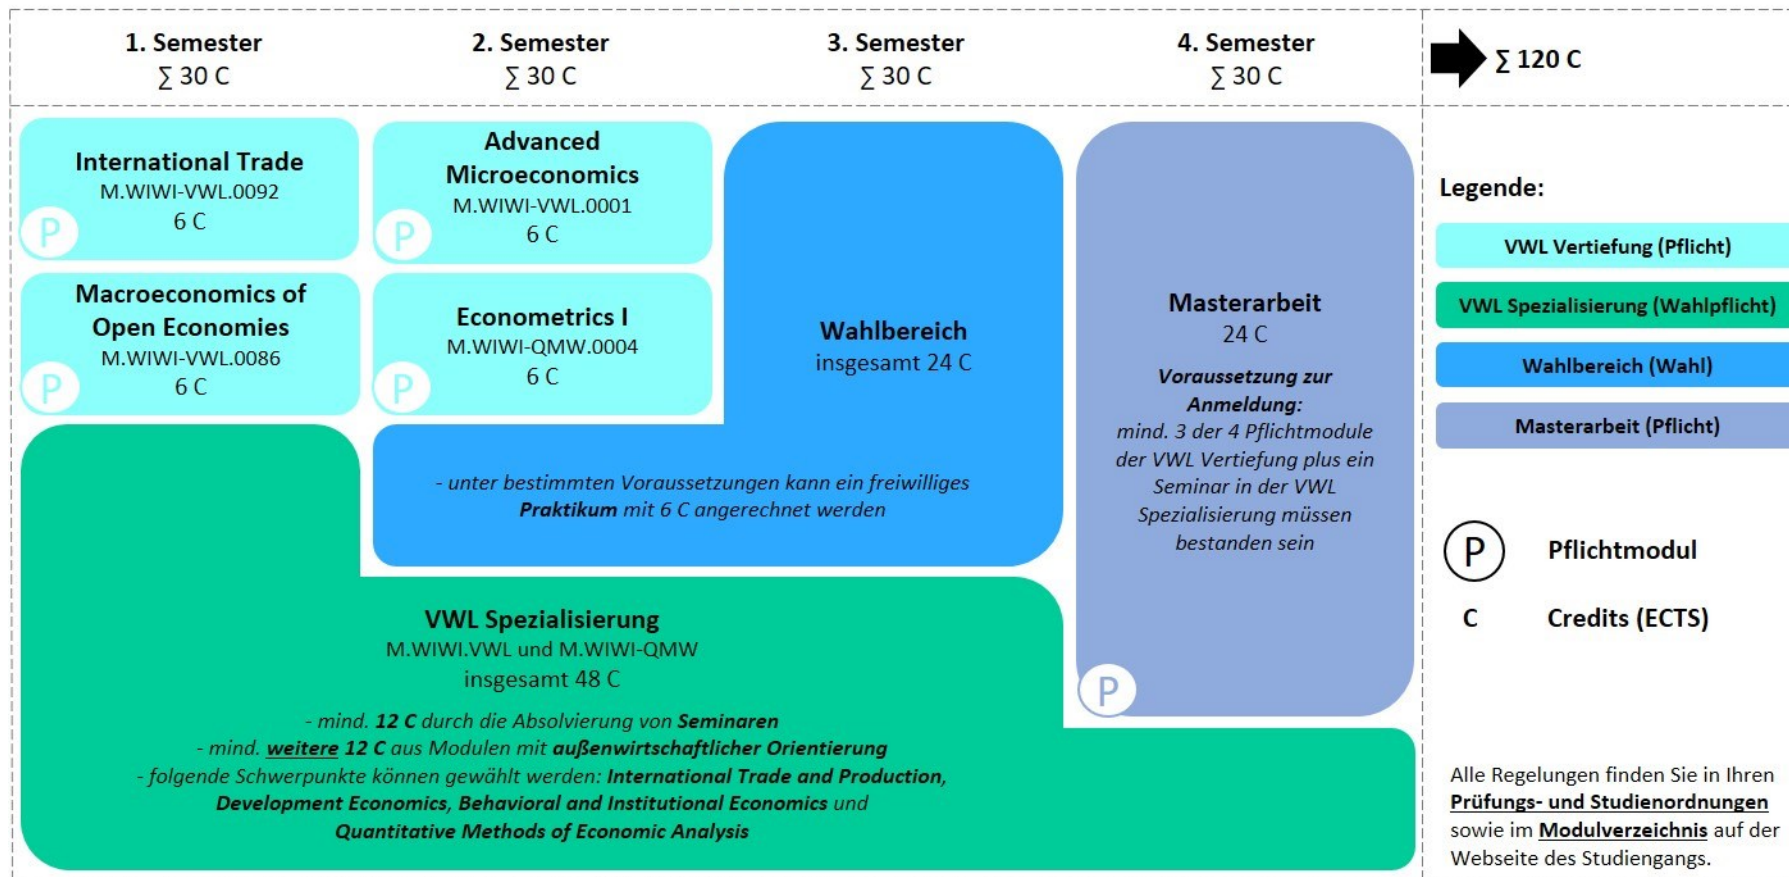 1. Semester
∑ 30 C
2. Semester
∑ 30 C
3. Semester
∑ 30 C
4. Semester
∑ 30 C
∑ 120 C
International Trade
M.WIWI-VWL.0092
6 C
P
Macroeconomics of
Open Economies
M.WIWI-VWL.0086
6 C
P
Advanced
Microeconomics
M.WIWI-VWL.0001
6 C
P
Econometrics I
M.WIWI-QMW.0004
6 C
P
Wahlbereich
insgesamt 24 C
- unter bestimmten Voraussetzungen kann ein freiwilliges
Praktikum mit 6 C angerechnet werden
Masterarbeit
24 C
Voraussetzung zur
Anmeldung:
mind. 3 der 4 Pflichtmodule
der VWL Vertiefung plus ein
Seminar in der VWL
Spezialisierung müssen
bestanden sein
P
VWL Spezialisierung
M.WIWI.VWL und M.WIWI-QMW
insgesamt 48 C
- mind. 12 C durch die Absolvierung von Seminaren
- mind. weitere 12 C aus Modulen mit außenwirtschaftlicher Orientierung
- folgende Schwerpunkte können gewählt werden: International Trade and Production,
Development Economics, Behavioral and Institutional Economics und
Quantitative Methods of Economic Analysis
Legende:
VWL Vertiefung (Pflicht)
VWL Spezialisierung (Wahlpflicht)
Wahlbereich (Wahl)
Masterarbeit (Pflicht)
P Pflichtmodul
C Credits (ECTS)
Alle Regelungen finden Sie in Ihren
Prüfungs- und Studienordnungen
sowie im Modulverzeichnis auf der
Webseite des Studiengangs.